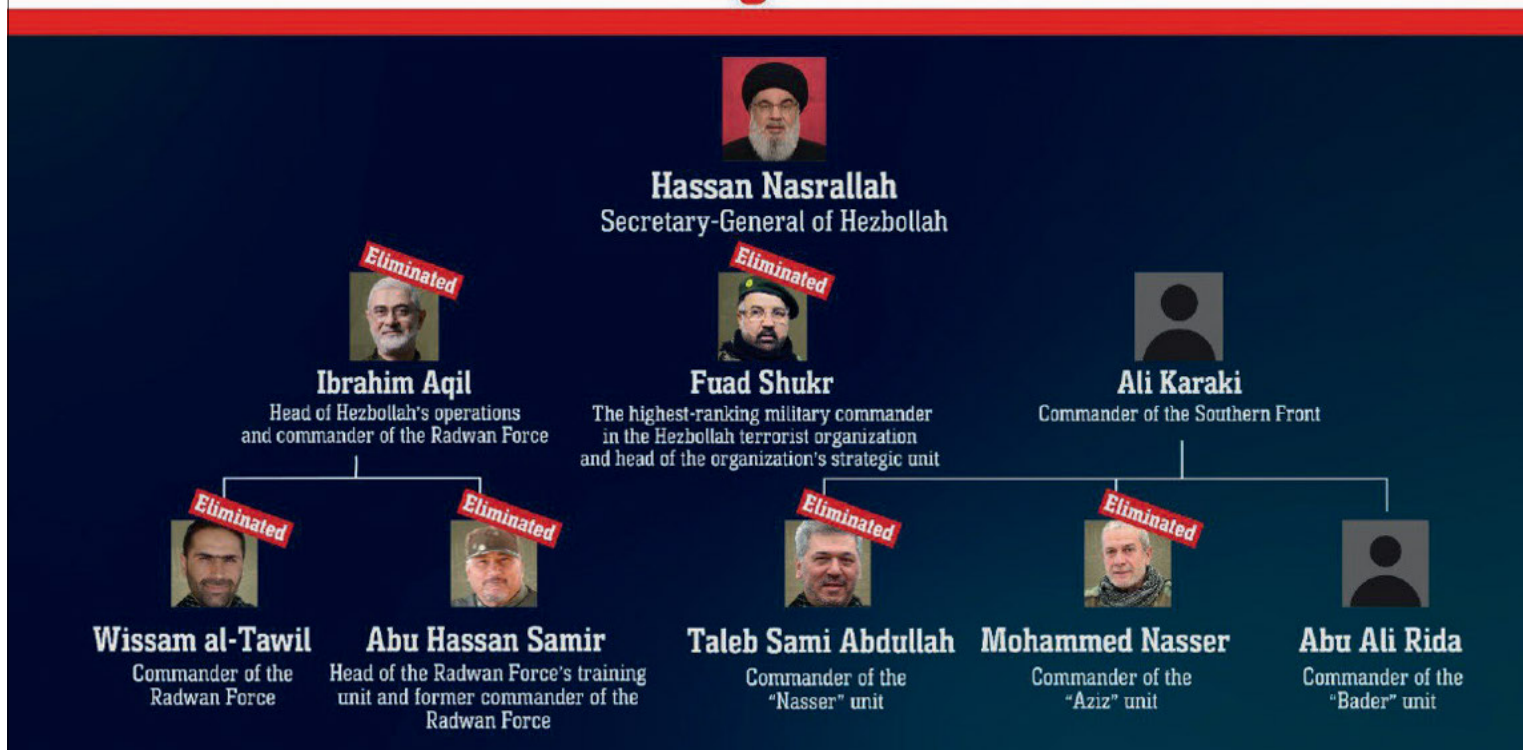 Hassan Nasrallah
Secretary-General of Hezbollah
Eliminated
Ibrahim Aqil
Head of Hezbollah's operations
and commander of the Radwan Force
Eliminated
Fuad Shukr
The highest-ranking military commander
in the Hezbollah terrorist organization
and head of the organization's strategic unit
Ali Karaki
Commander of the Southern Front
Eliminated
Wissam al-Tawil
Commander of the
Radwan Force
Eliminated
Abu Hassan Samir
Head of the Radwan Force's training
unit and former commander of the
Radwan Force
Eliminated
Taleb Sami Abdullah
Commander of the
"Nasser" unit
Eliminated
Mohammed Nasser
Commander of the
"Aziz" unit
Abu Ali Rida
Commander of the
"Bader" unit